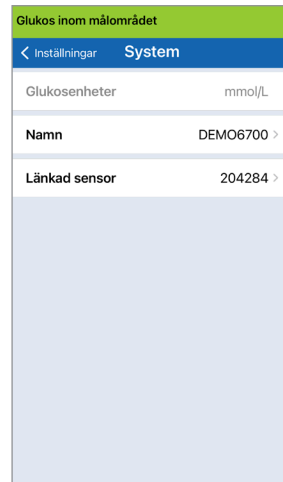 Glukos inom målområdet
Inställningar System
Glukosenheter mmol/L
Namn DEMO6700
Länkad sensor 204284